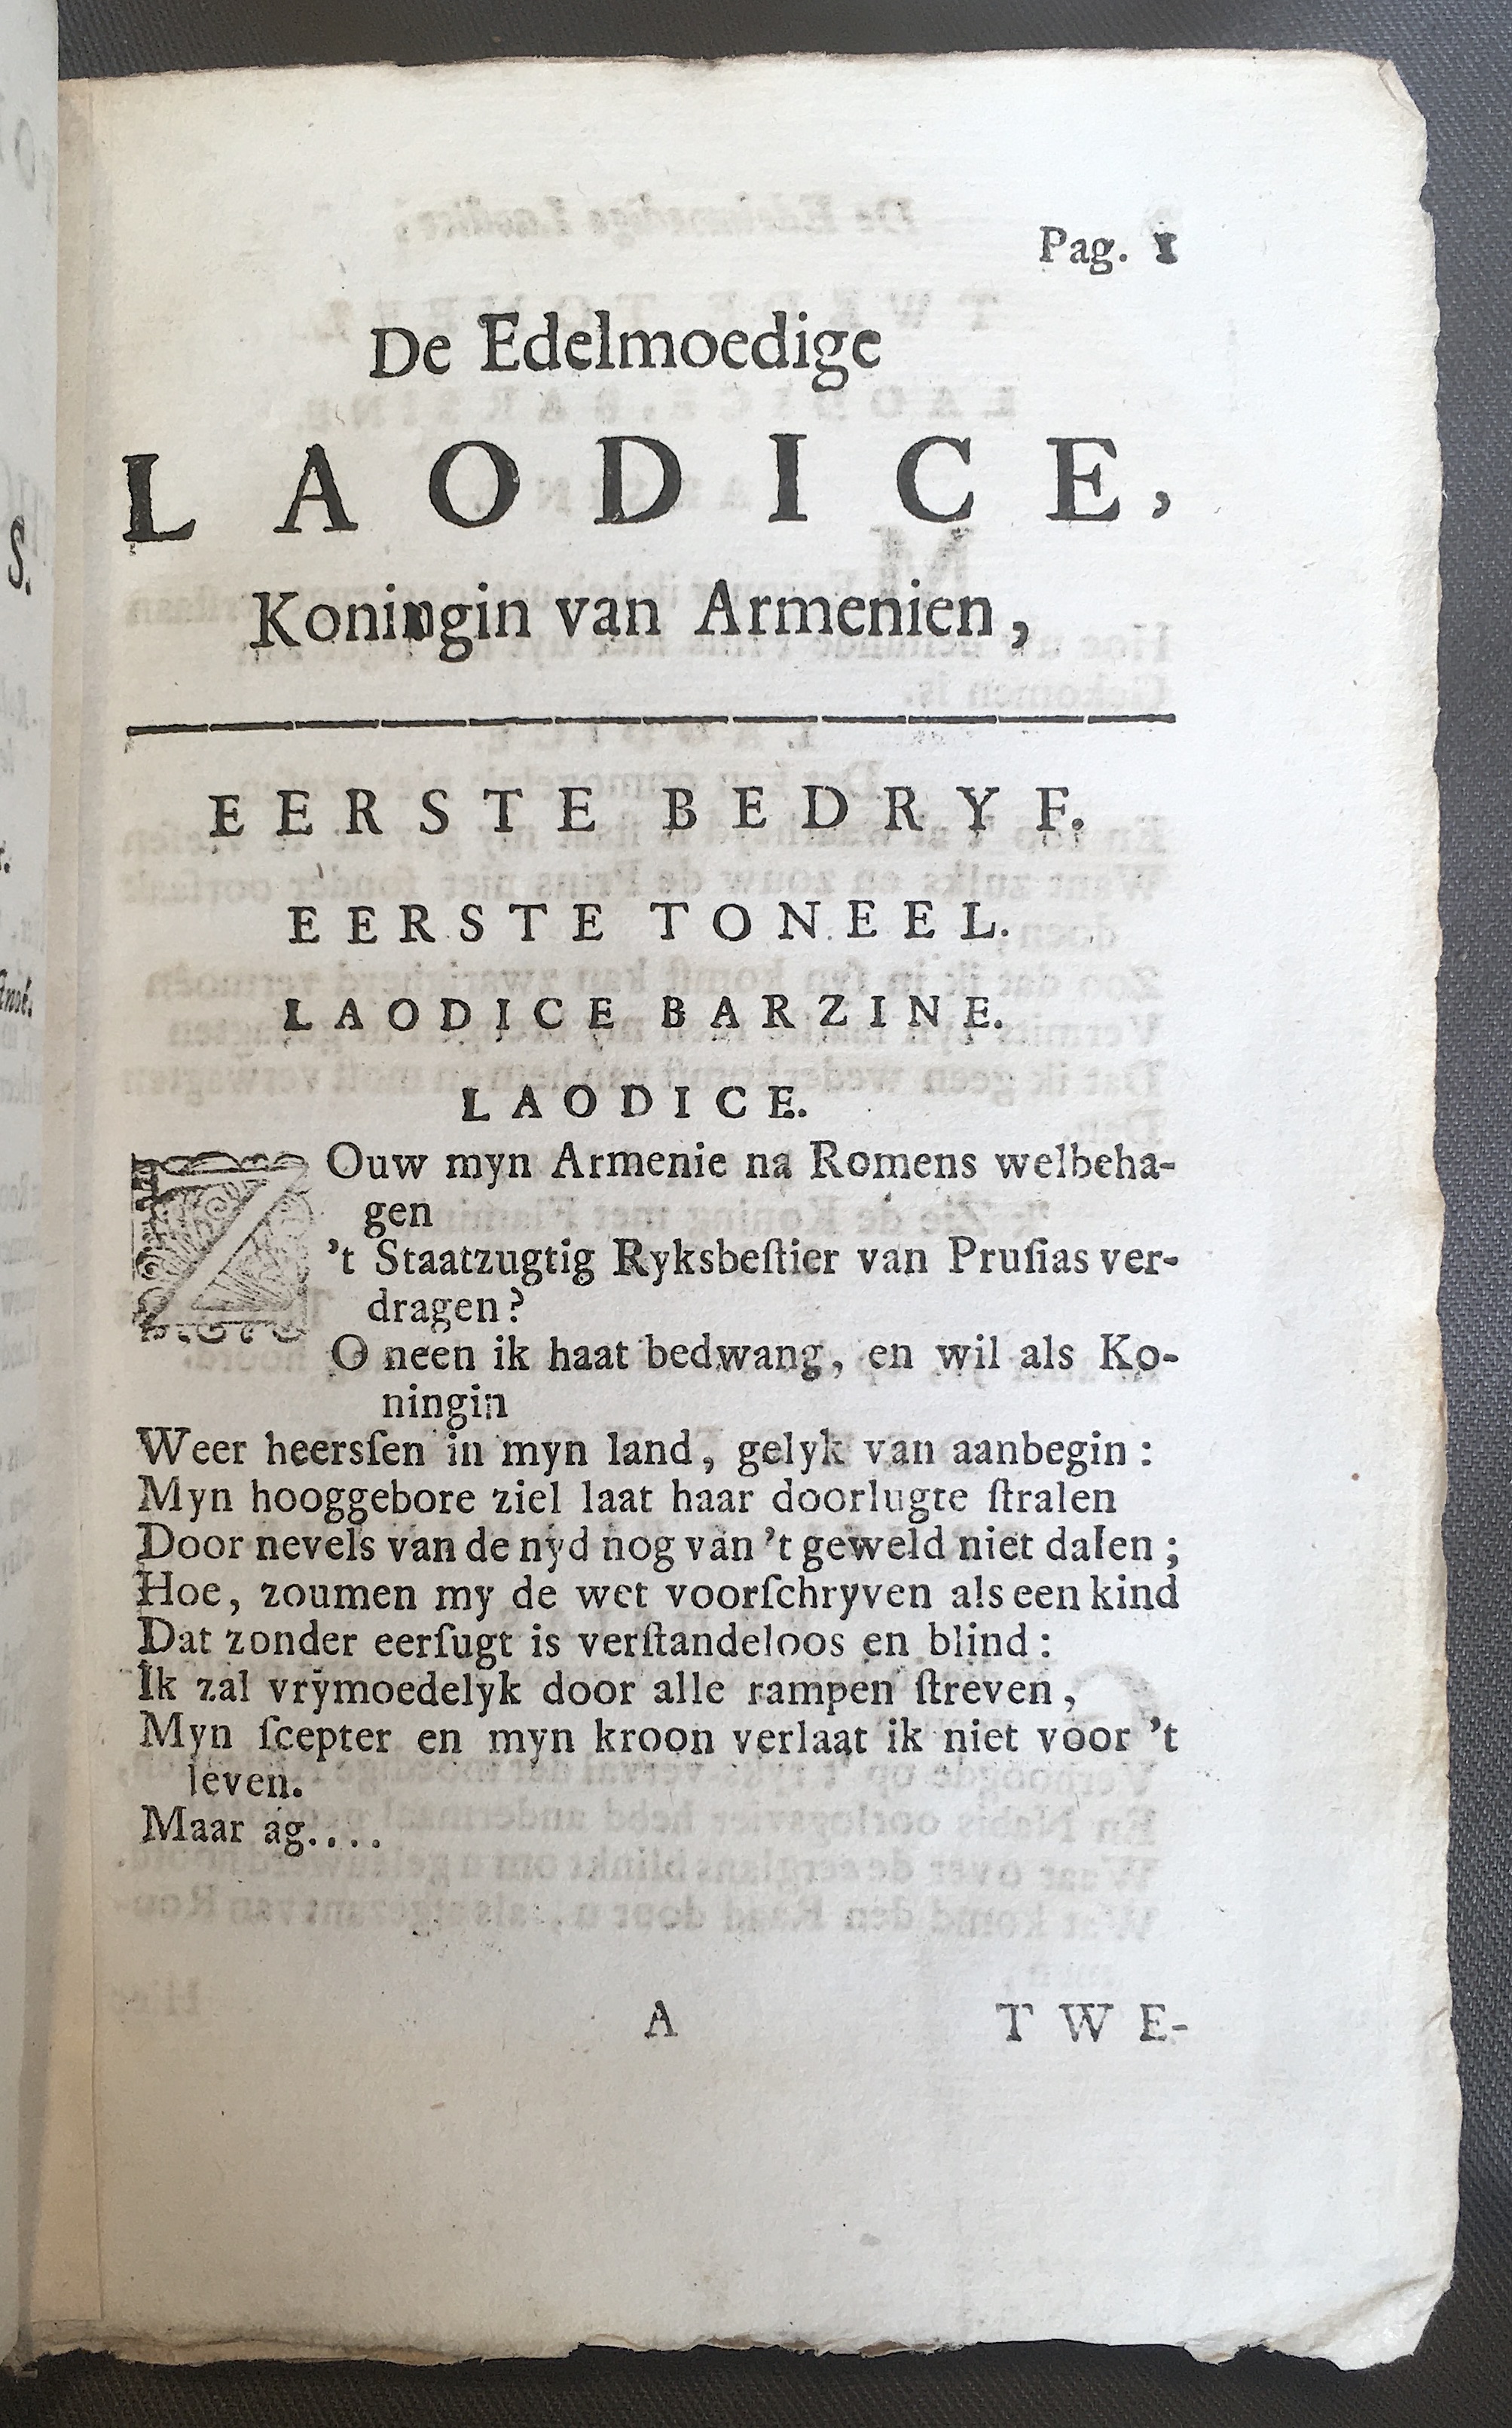 Pag. 1
De Edelmoedige
LAODICE,
Koningin van Armenien,
EERSTE BEDRYF.
EERSTE TONEEL.
LAODICE BARZINE.
LAODICE.
ZOuw myn Armenie na Romens welbeha-
gen
't Staatzugtig Ryksbeſtier van Pruſias ver-
dragen?
O neen ik haat bedwang, en wil als Ko-
ningin
Weer heersſen in myn land, gelyk van aanbegin:
Myn hooggebore ziel laat haar doorlugte ſtralen
Door nevels van de nyd nog van 't geweld niet dalen;
Hoe, zoumen my de wet voorſchryven als een kind
Dat zonder eerſugt is verſtandeloos en blind:
Ik zal vrymoedelyk door alle rampen ſtreven,
Myn ſcepter en myn kroon verlaat ik niet voor 't
leven.
Maar ag....
A TWE-